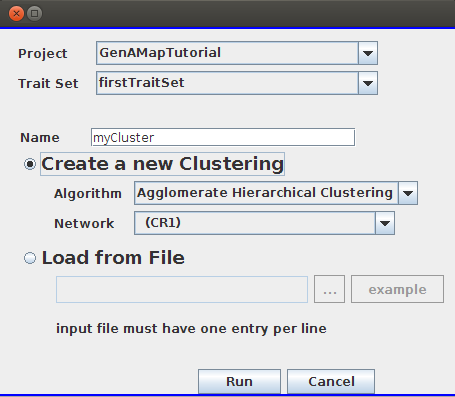 Project GenAMapTutorial
Trait Set firstTraitSet
Name myCluster
Create a new Clustering
Algorithm Agglomerate Hierarchical Clustering
Network (CR1)
Load from File
... example
input file must have one entry per line
Run Cancel